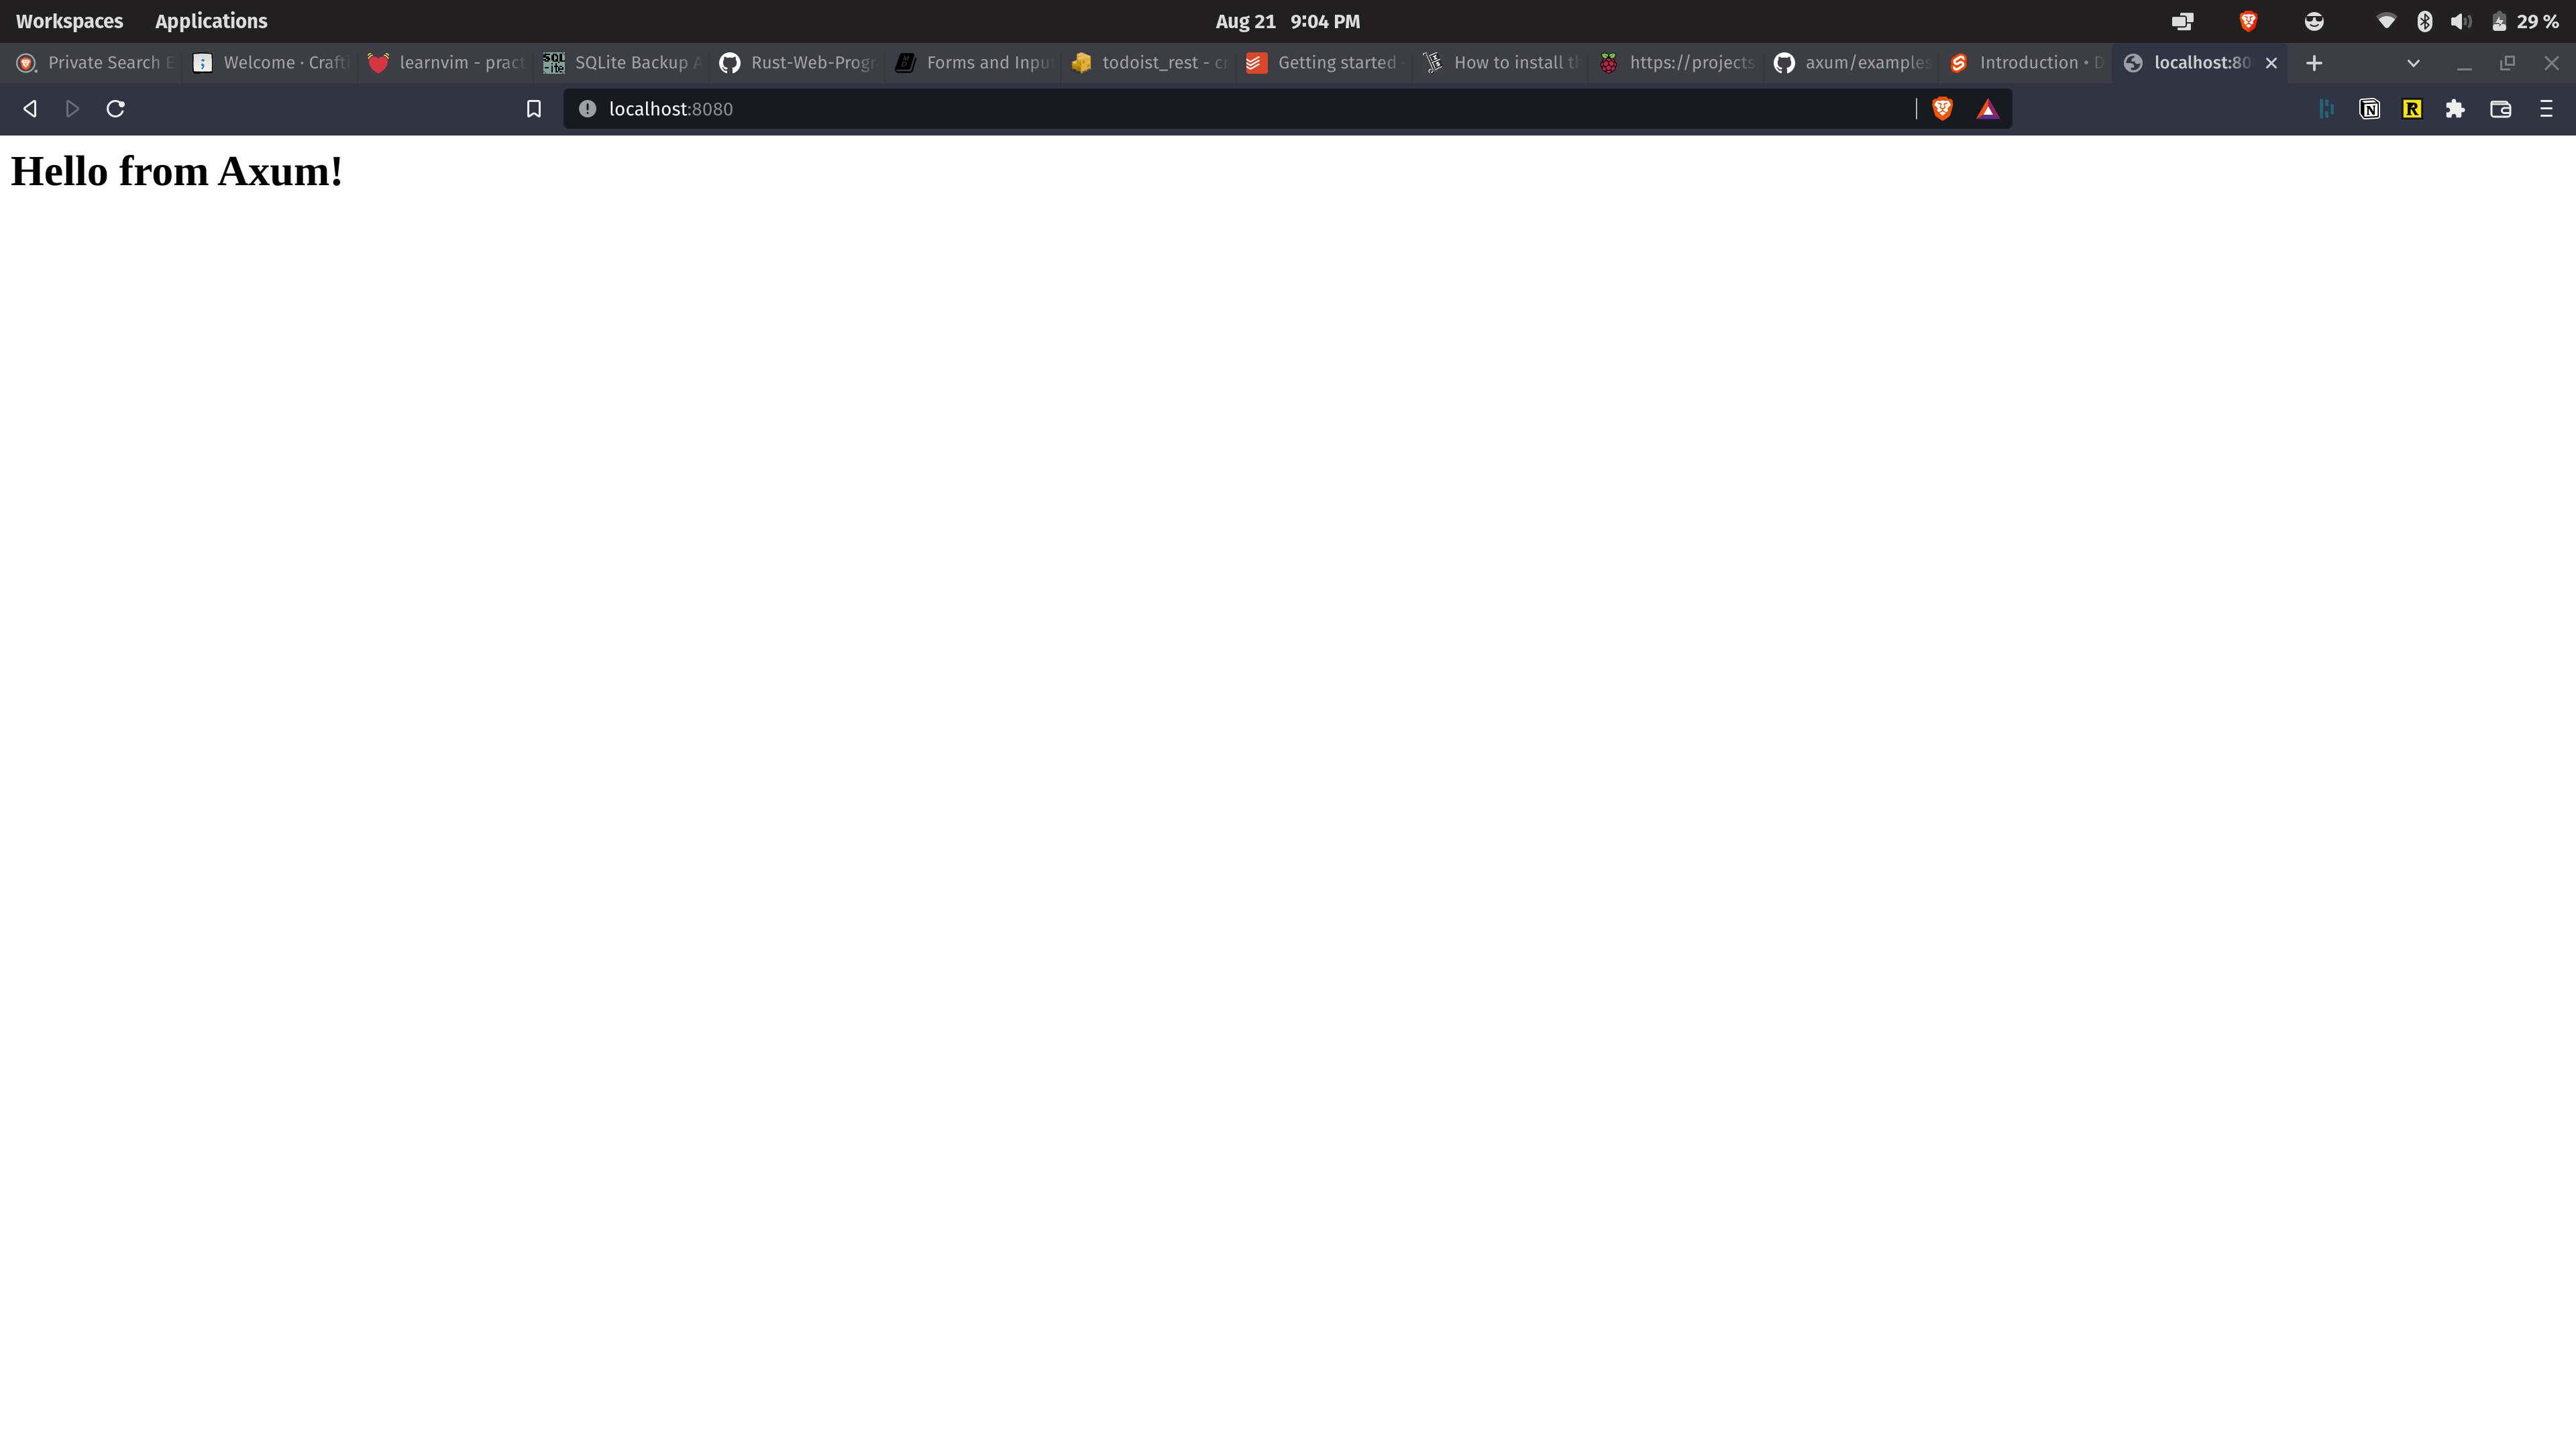 Workspaces Applications Aug 21 9:04 PM 29 %
Private Search Welcome · Craft learnvim - pract SQLite Backup Rust-Web-Progr Forms and Inpu todoist_rest - cr Getting started How to install th https://projects. axum/examples Introduction • D localhost:80
localhost:8080
Hello from Axum!